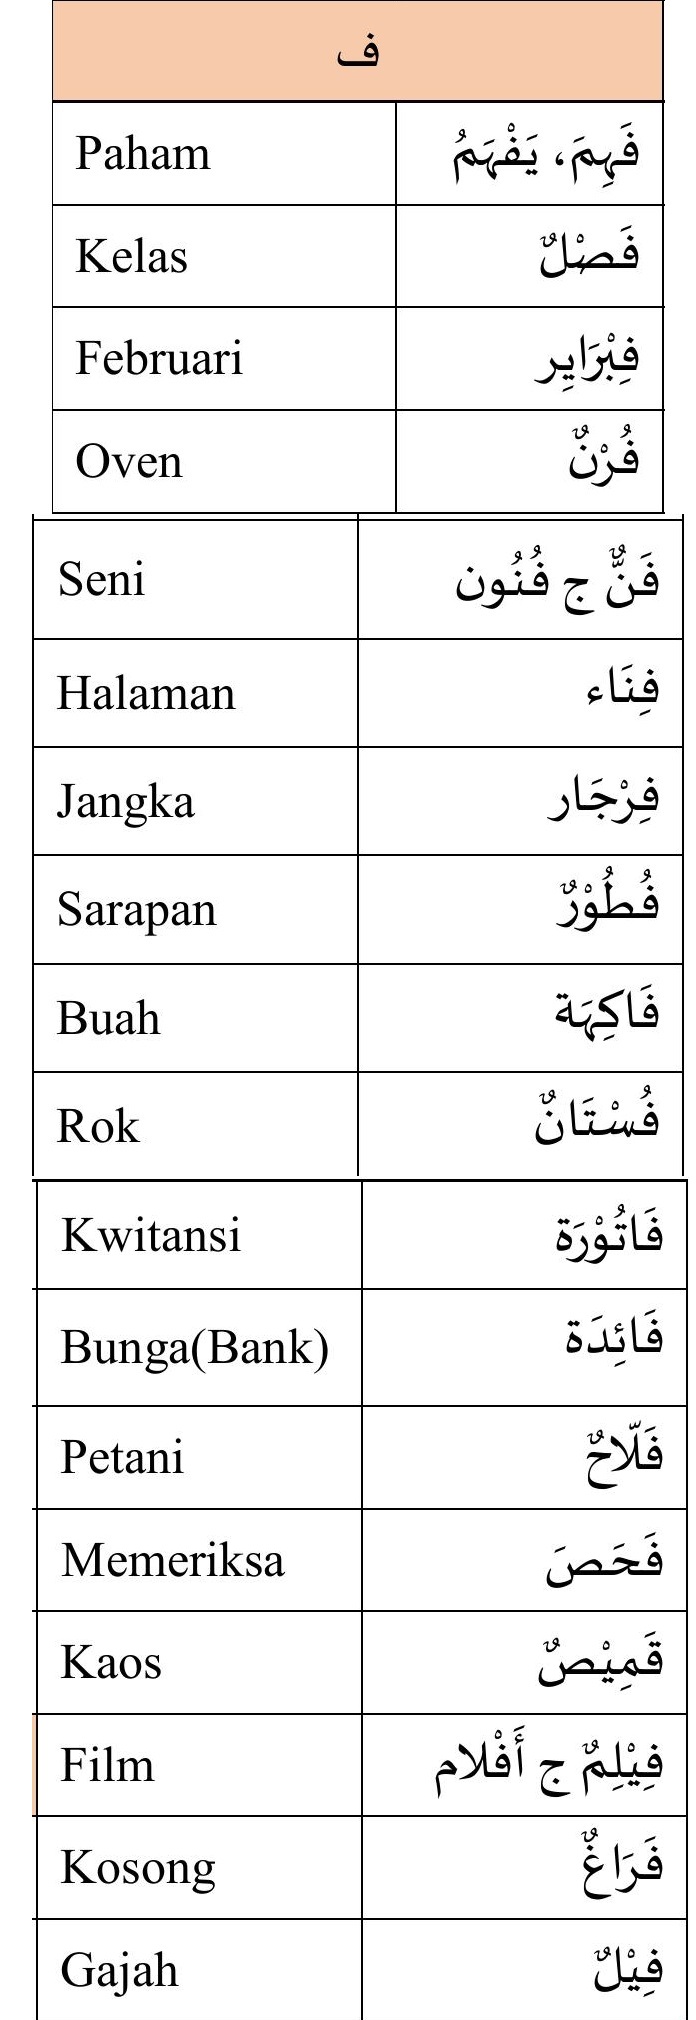 ف
Paham فَهِمَ، يَفْهَمُ
Kelas فَصْلٌ
Februari فِبْرَايِر
Oven فُرْنٌ
Seni فَنٌّ ج فُنُون
Halaman فِنَاء
Jangka فِرْجَار
Sarapan فُطُوْرٌ
Buah فَاكِهَة
Rok فُسْتَانٌ
Kwitansi فَاتُوْرَة
Bunga(Bank) فَائِدَة
Petani فَلّاحٌ
Memeriksa فَحَصَ
Kaos قَمِيْصٌ
Film فِيْلِمٌ ج أَفْلام
Kosong فَرَاغٌ
Gajah فِيْلٌ